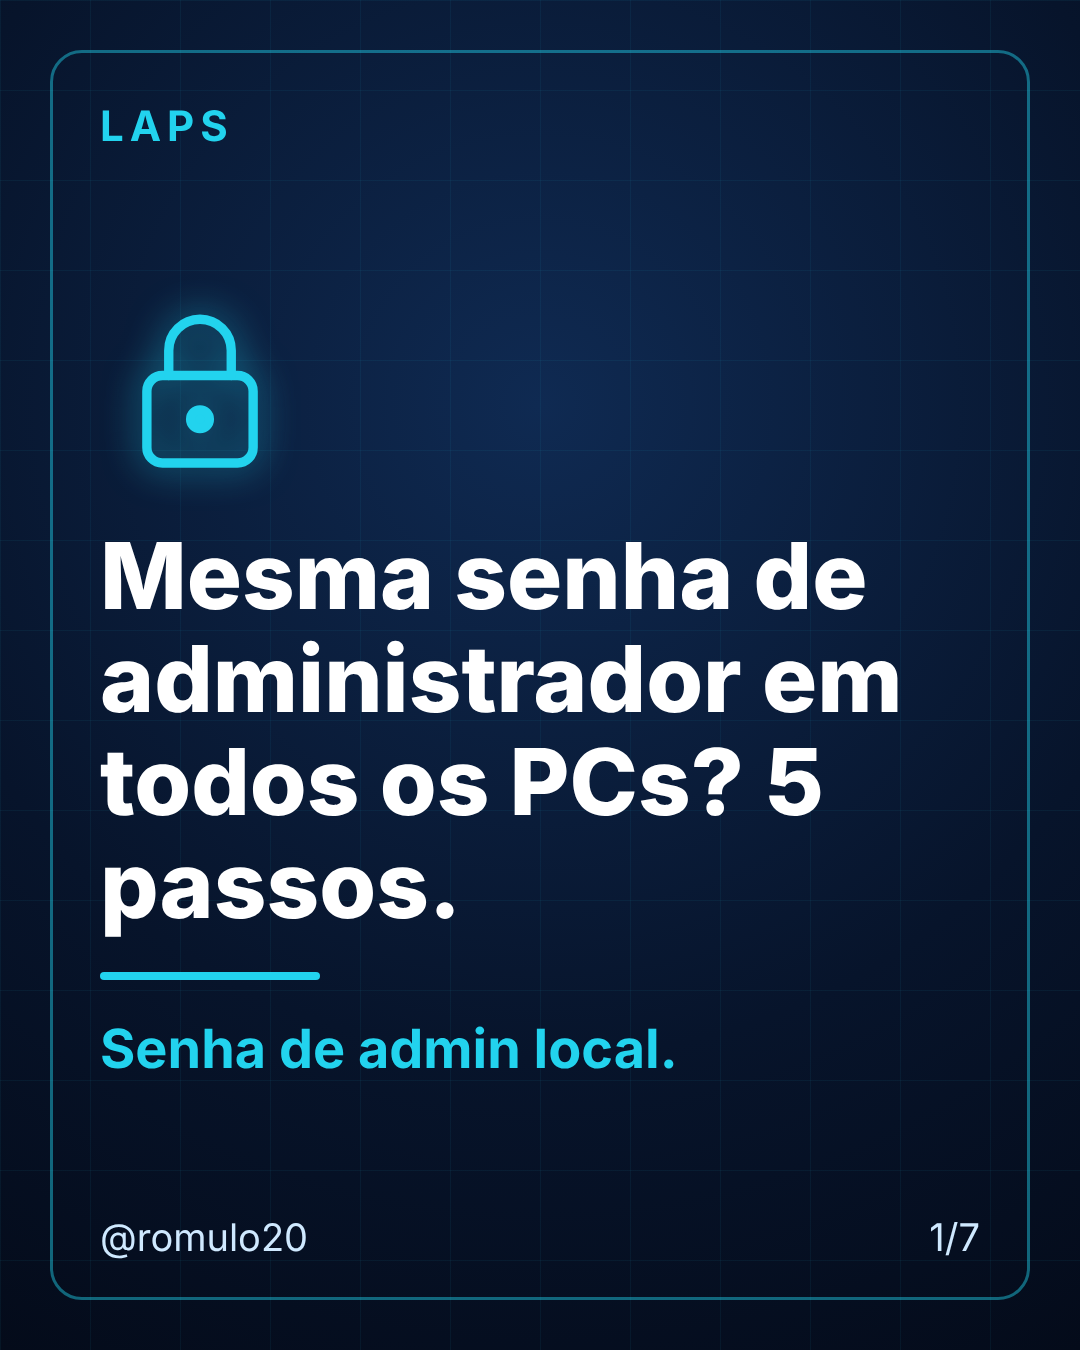 LAPS
Mesma senha de
administrador em
todos os PCs? 5
passos.
Senha de admin local.
@romulo20
1/7